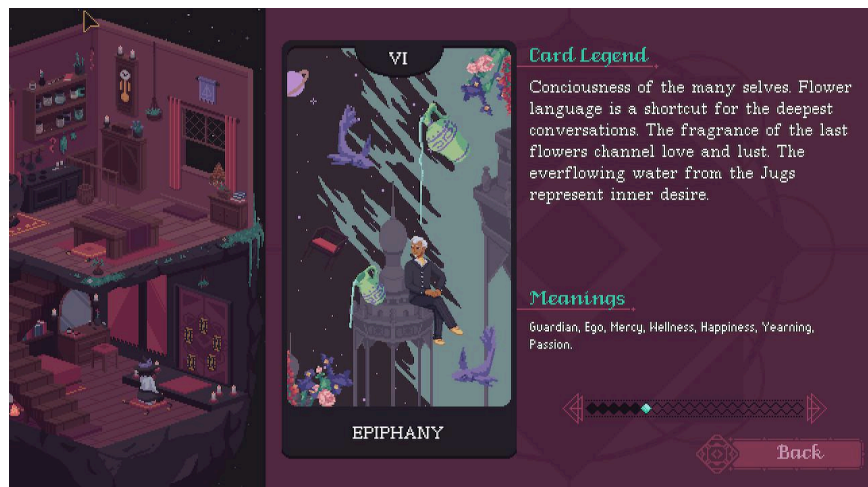 VI
EPIPHANY
Card Legend
Conciousness of the many selves. Flower
language is a shortcut for the deepest
conversations. The fragrance of the last
flowers channel love and lust. The
everflowing water from the Jugs
represent inner desire.
Meanings
Guardian, Ego, Mercy, Wellness, Happiness, Yearning,
Passion.
Back